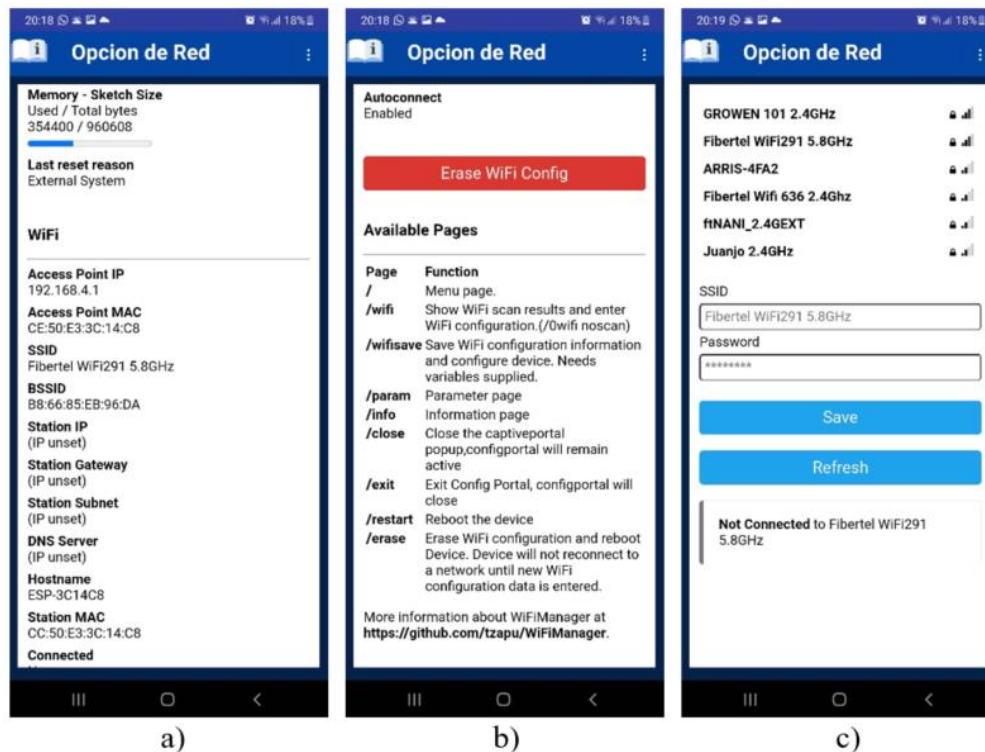 20:18 18%
Opcion de Red
Memory - Sketch Size
Used / Total bytes
354400 / 960608
Last reset reason
External System
WiFi
Access Point IP
192.168.4.1
Access Point MAC
CE:50:E3:3C:14:C8
SSID
Fibertel WiFi291 5.8GHz
BSSID
B8:66:85:EB:96:DA
Station IP
(IP unset)
Station Gateway
(IP unset)
Station Subnet
(IP unset)
DNS Server
(IP unset)
Hostname
ESP-3C14C8
Station MAC
CC:50:E3:3C:14:C8
Connected
a)
20:18 18%
Opcion de Red
Autoconnect
Enabled
Erase WiFi Config
Available Pages
Page Function
/ Menu page.
/wifi Show WiFi scan results and enter
WiFi configuration.(/0wifi noscan)
/wifisave Save WiFi configuration information
and configure device. Needs
variables supplied.
/param Parameter page
/info Information page
/close Close the captiveportal
popup,configportal will remain
active
/exit Exit Config Portal, configportal will
close
/restart Reboot the device
/erase Erase WiFi configuration and reboot
Device. Device will not reconnect to
a network until new WiFi
configuration data is entered.
More information about WiFiManager at
https://github.com/tzapu/WiFiManager.
b)
20:19 18%
Opcion de Red
GROWEN 101 2.4GHz
Fibertel WiFi291 5.8GHz
ARRIS-4FA2
Fibertel Wifi 636 2.4Ghz
ftNANI_2.4GEXT
Juanjo 2.4GHz
SSID
Fibertel WiFi291 5.8GHz
Password
********
Save
Refresh
Not Connected to Fibertel WiFi291
5.8GHz
c)